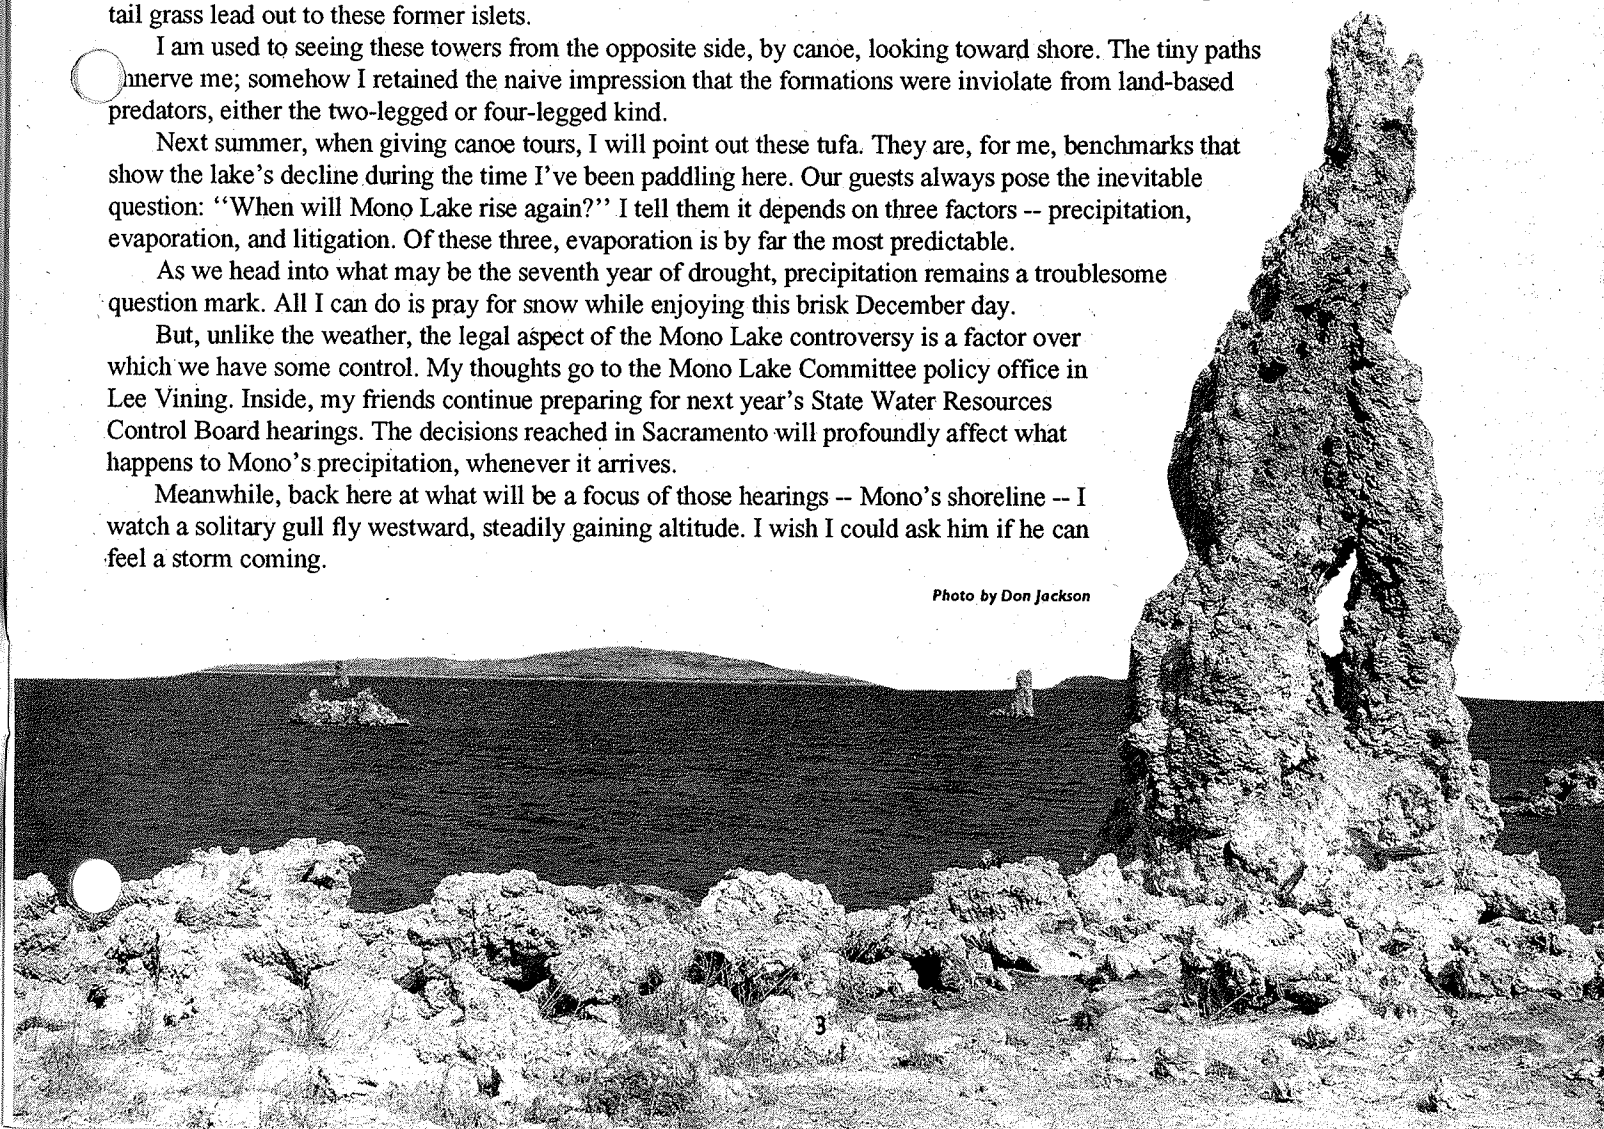 tail grass lead out to these former islets.
I am used to seeing these towers from the opposite side, by canoe, looking toward shore. The tiny paths
unnerve me; somehow I retained the naive impression that the formations were inviolate from land-based
predators, either the two-legged or four-legged kind.
Next summer, when giving canoe tours, I will point out these tufa. They are, for me, benchmarks that
show the lake's decline during the time I've been paddling here. Our guests always pose the inevitable
question: “When will Mono Lake rise again?” I tell them it depends on three factors -- precipitation,
evaporation, and litigation. Of these three, evaporation is by far the most predictable.
As we head into what may be the seventh year of drought, precipitation remains a troublesome
question mark. All I can do is pray for snow while enjoying this brisk December day.
But, unlike the weather, the legal aspect of the Mono Lake controversy is a factor over
which we have some control. My thoughts go to the Mono Lake Committee policy office in
Lee Vining. Inside, my friends continue preparing for next year's State Water Resources
Control Board hearings. The decisions reached in Sacramento will profoundly affect what
happens to Mono's precipitation, whenever it arrives.
Meanwhile, back here at what will be a focus of those hearings -- Mono's shoreline -- I
watch a solitary gull fly westward, steadily gaining altitude. I wish I could ask him if he can
feel a storm coming.
Photo by Don Jackson
3